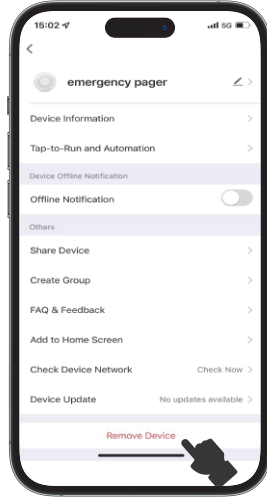 15:02 5G
emergency pager
Device Information
Tap-to-Run and Automation
Device Offline Notification
Offline Notification
Others
Share Device
Create Group
FAQ & Feedback
Add to Home Screen
Check Device Network Check Now
Device Update No updates available
Remove Device